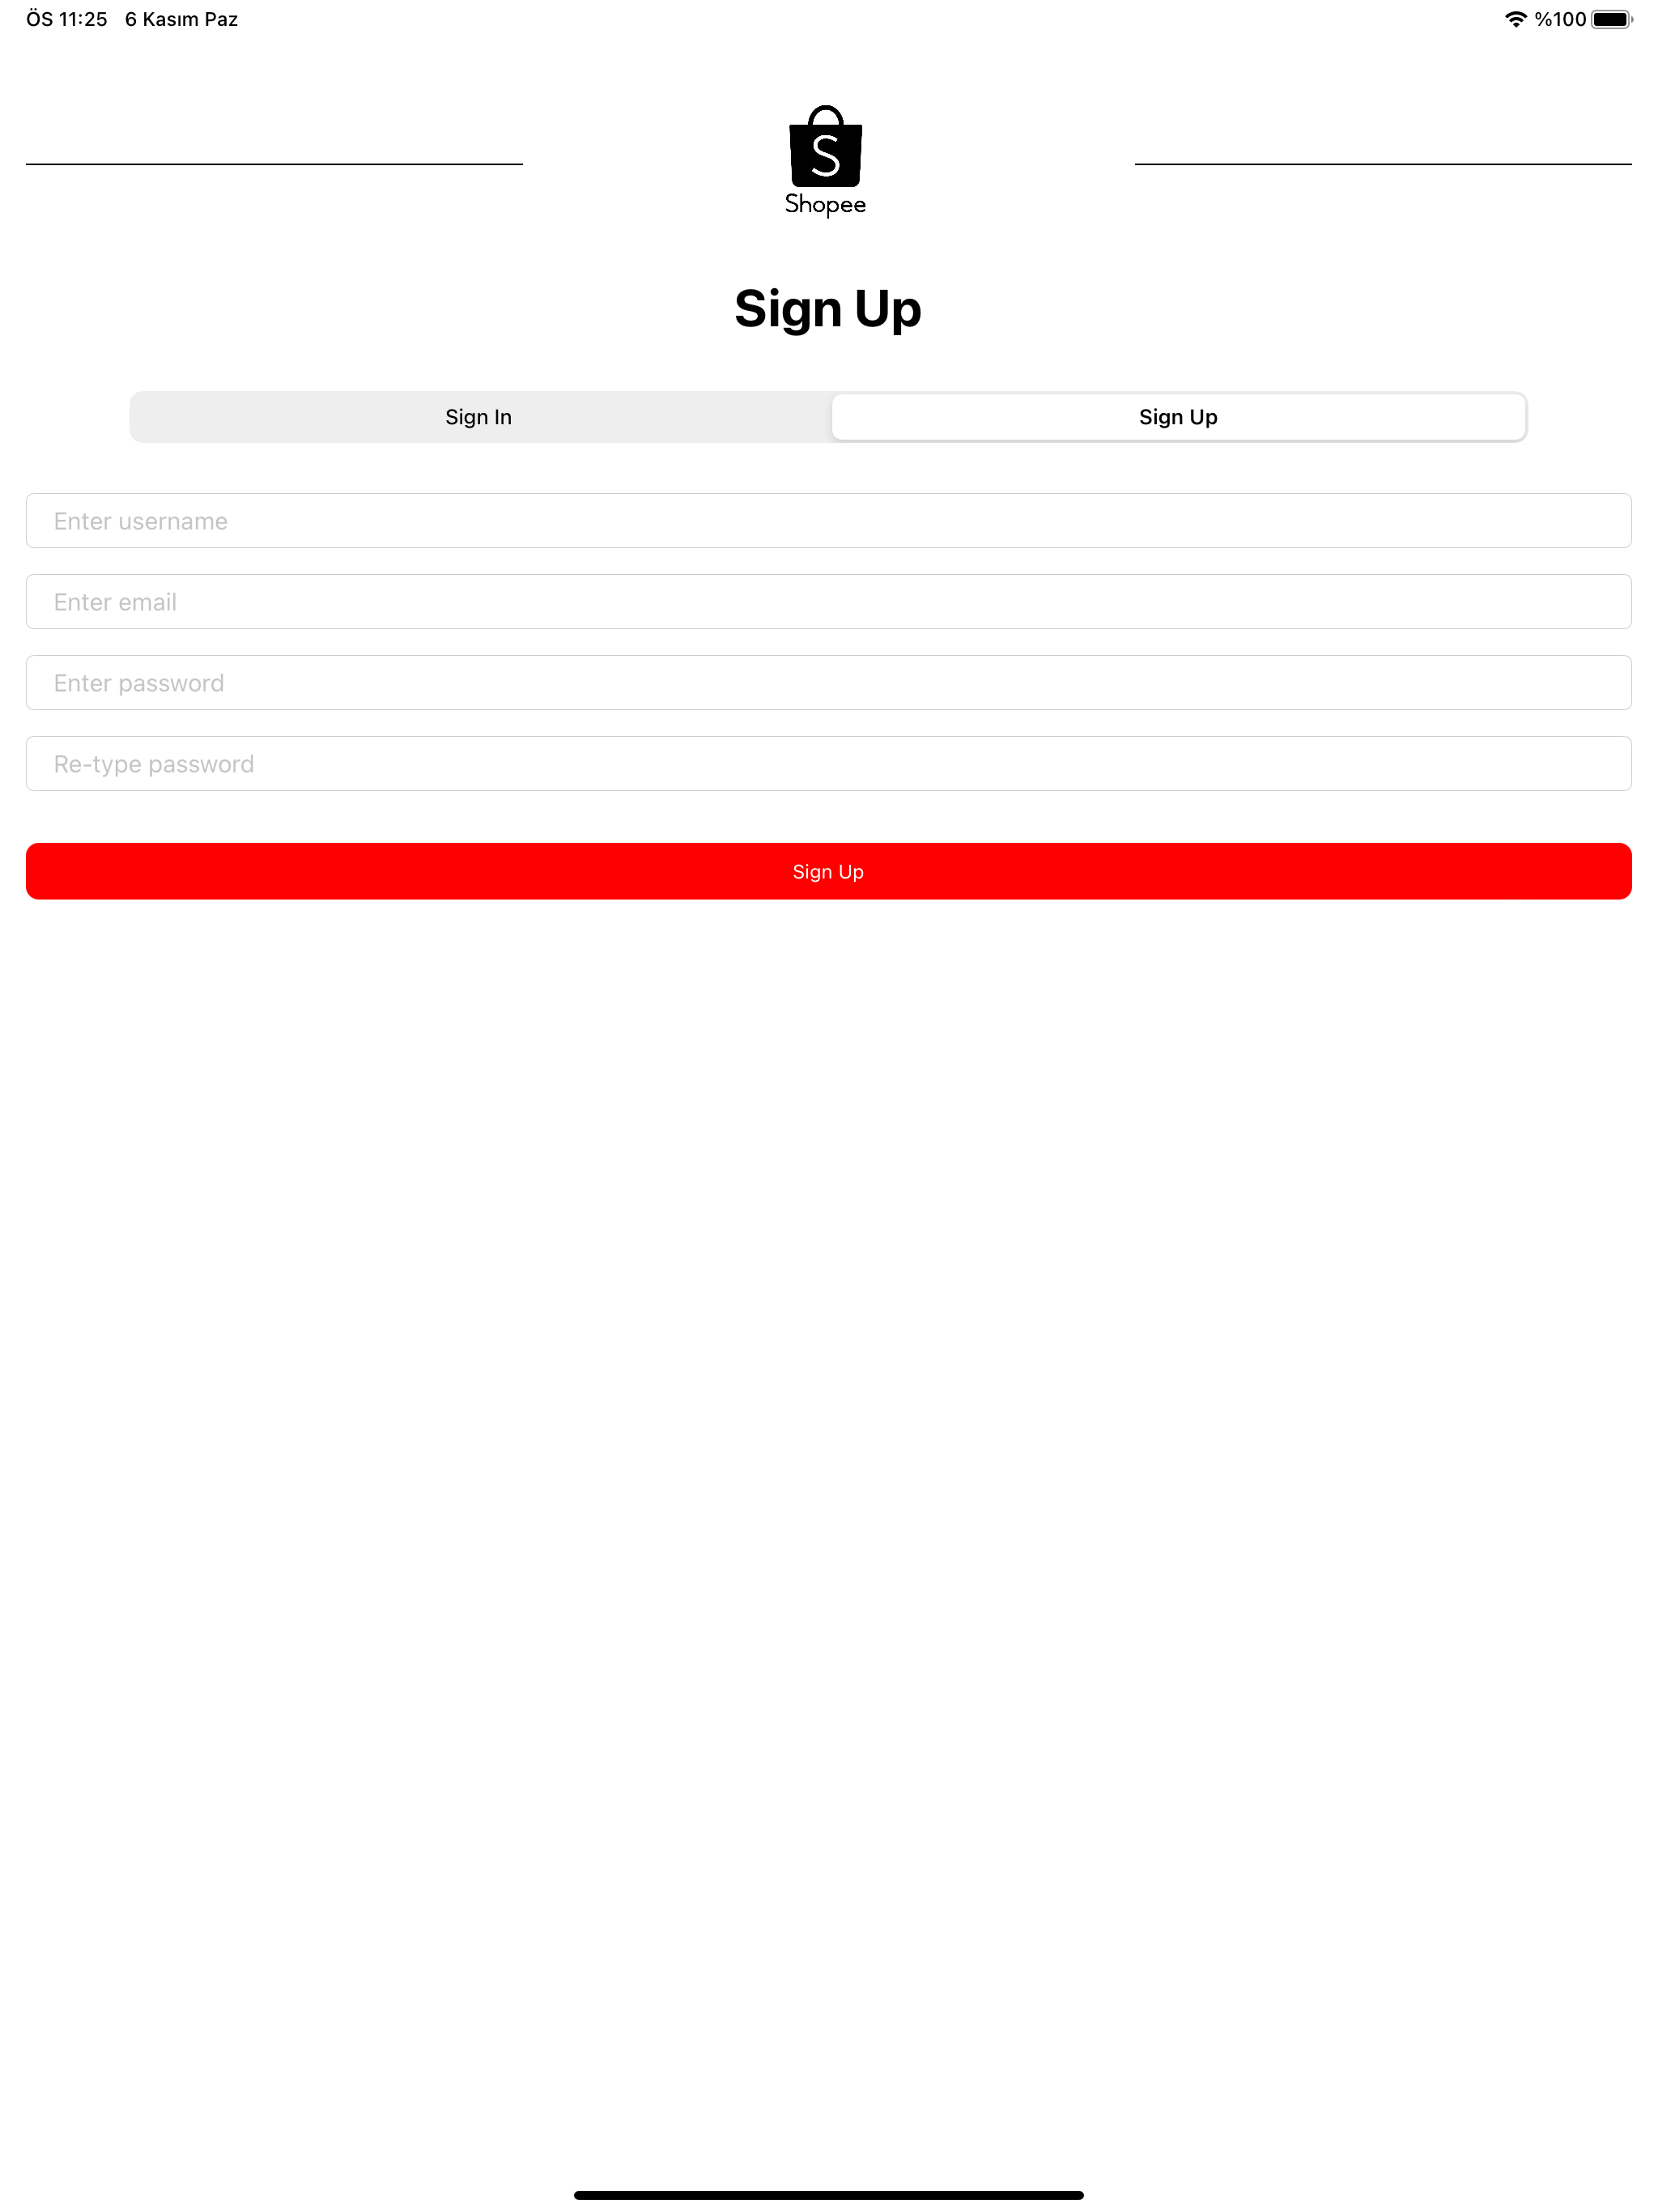 ÖS 11:25 6 Kasım Paz %100
S
Shopee
Sign Up
Sign In Sign Up
Enter username
Enter email
Enter password
Re-type password
Sign Up